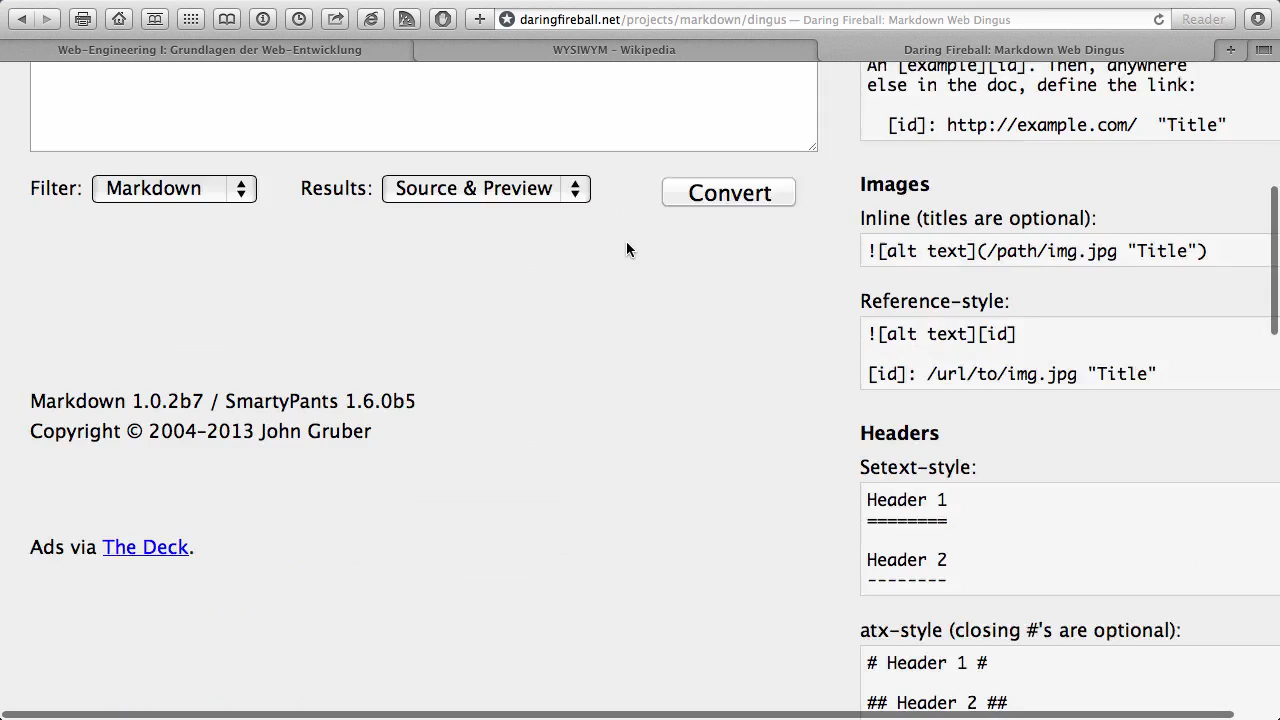 daringfireball.net/projects/markdown/dingus — Daring Fireball: Markdown Web Dingus
Reader
Web-Engineering I: Grundlagen der Web-Entwicklung
WYSIWYM - Wikipedia
Daring Fireball: Markdown Web Dingus
Filter: Markdown
Results: Source & Preview
Convert
Markdown 1.0.2b7 / SmartyPants 1.6.0b5
Copyright © 2004–2013 John Gruber
Ads via The Deck.
An [example][id]. Then, anywhere
else in the doc, define the link:
[id]: http://example.com/ "Title"
Images
Inline (titles are optional):
![alt text](/path/img.jpg "Title")
Reference-style:
![alt text][id]
[id]: /url/to/img.jpg "Title"
Headers
Setext-style:
Header 1
========
Header 2
--------
atx-style (closing #'s are optional):
# Header 1 #
## Header 2 ##